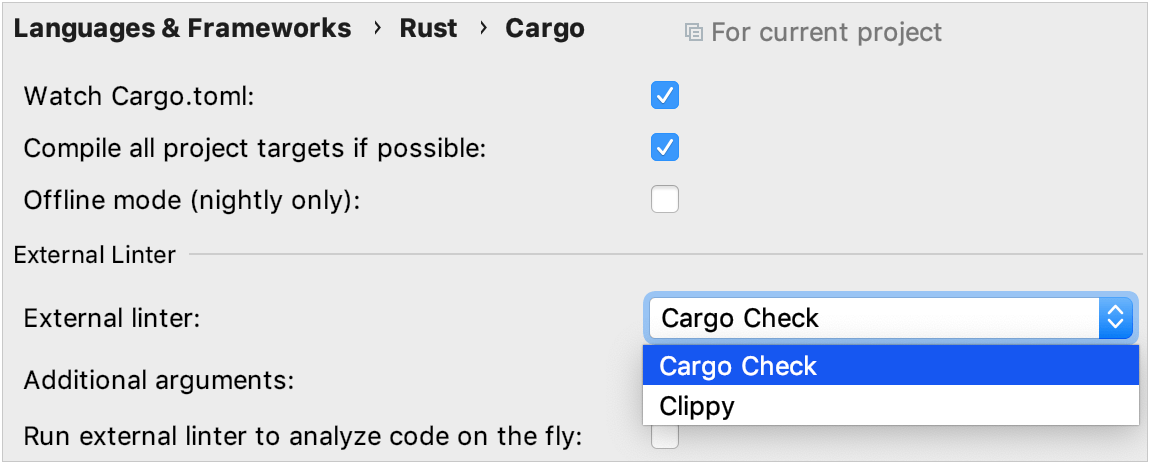 Languages & Frameworks › Rust › Cargo For current project
Watch Cargo.toml:
Compile all project targets if possible:
Offline mode (nightly only):
External Linter
External linter: Cargo Check
Cargo Check
Additional arguments:
Clippy
Run external linter to analyze code on the fly: